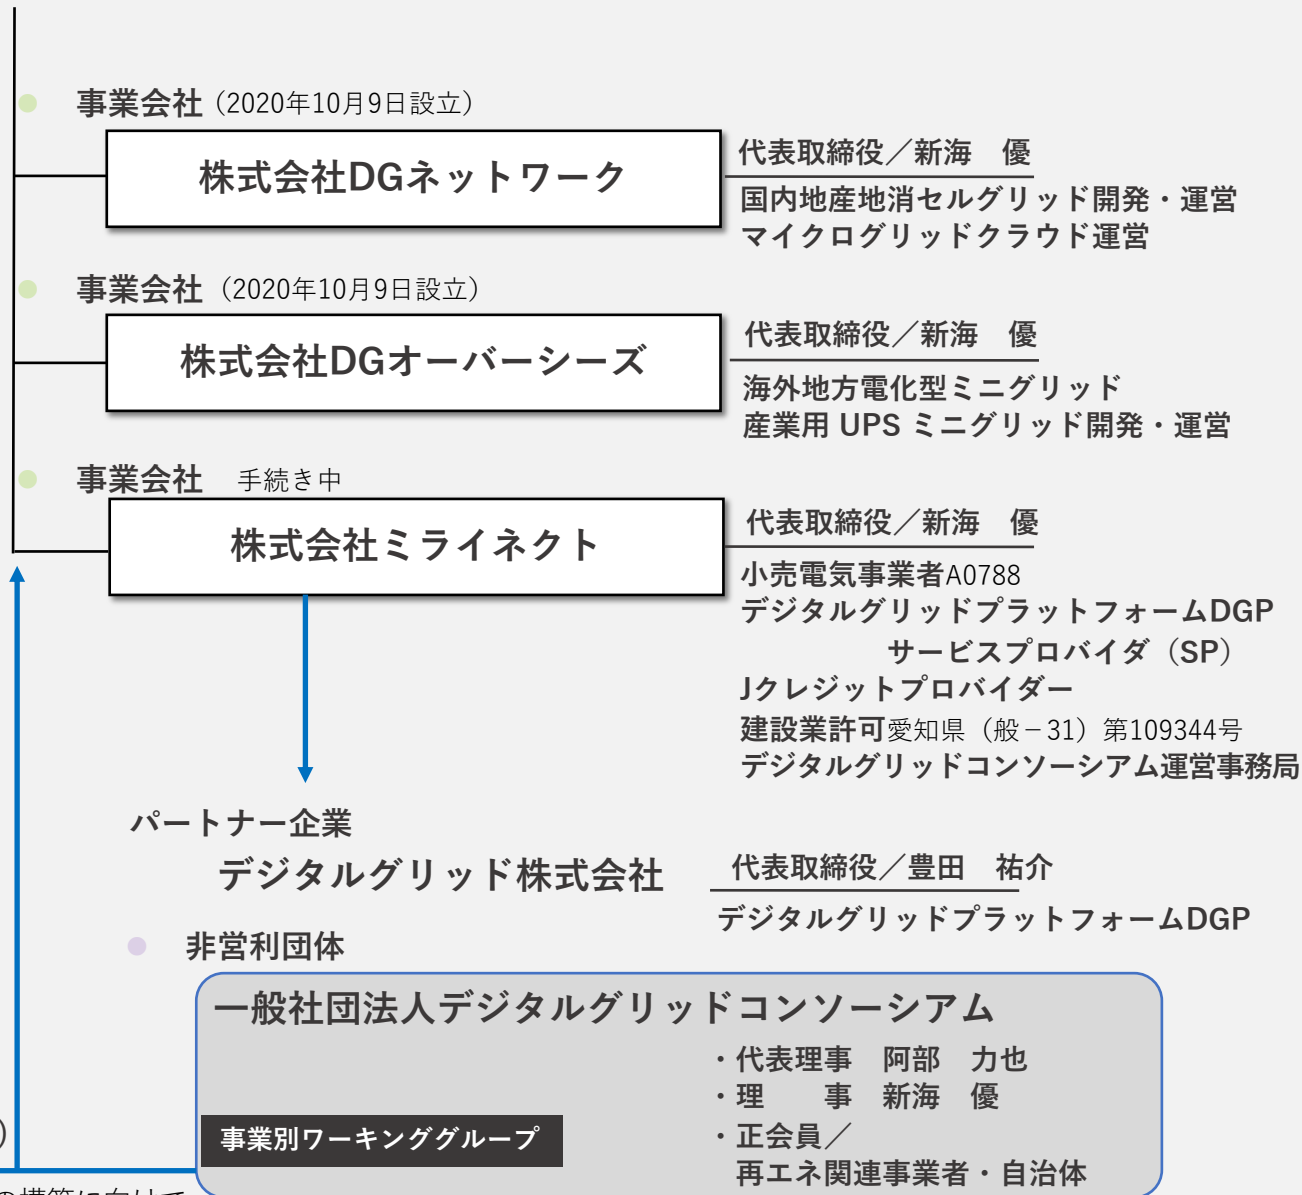 事業会社（2020年10月9日設立）
株式会社DGネットワーク
代表取締役／新海　優
国内地産地消セルグリッド開発・運営
マイクログリッドクラウド運営
事業会社（2020年10月9日設立）
株式会社DGオーバーシーズ
代表取締役／新海　優
海外地方電化型ミニグリッド
産業用 UPS ミニグリッド開発・運営
事業会社　手続き中
株式会社ミライネクト
代表取締役／新海　優
小売電気事業者A0788
デジタルグリッドプラットフォームDGP
サービスプロバイダ（SP）
Jクレジットプロバイダー
建設業許可愛知県（般－31）第109344号
デジタルグリッドコンソーシアム運営事務局
パートナー企業
デジタルグリッド株式会社
代表取締役／豊田　祐介
デジタルグリッドプラットフォームDGP
非営利団体
一般社団法人デジタルグリッドコンソーシアム
・代表理事　阿部　力也
・理　　事　新海　優
・正会員／
再エネ関連事業者・自治体
事業別ワーキンググループ
）
の構築に向けて